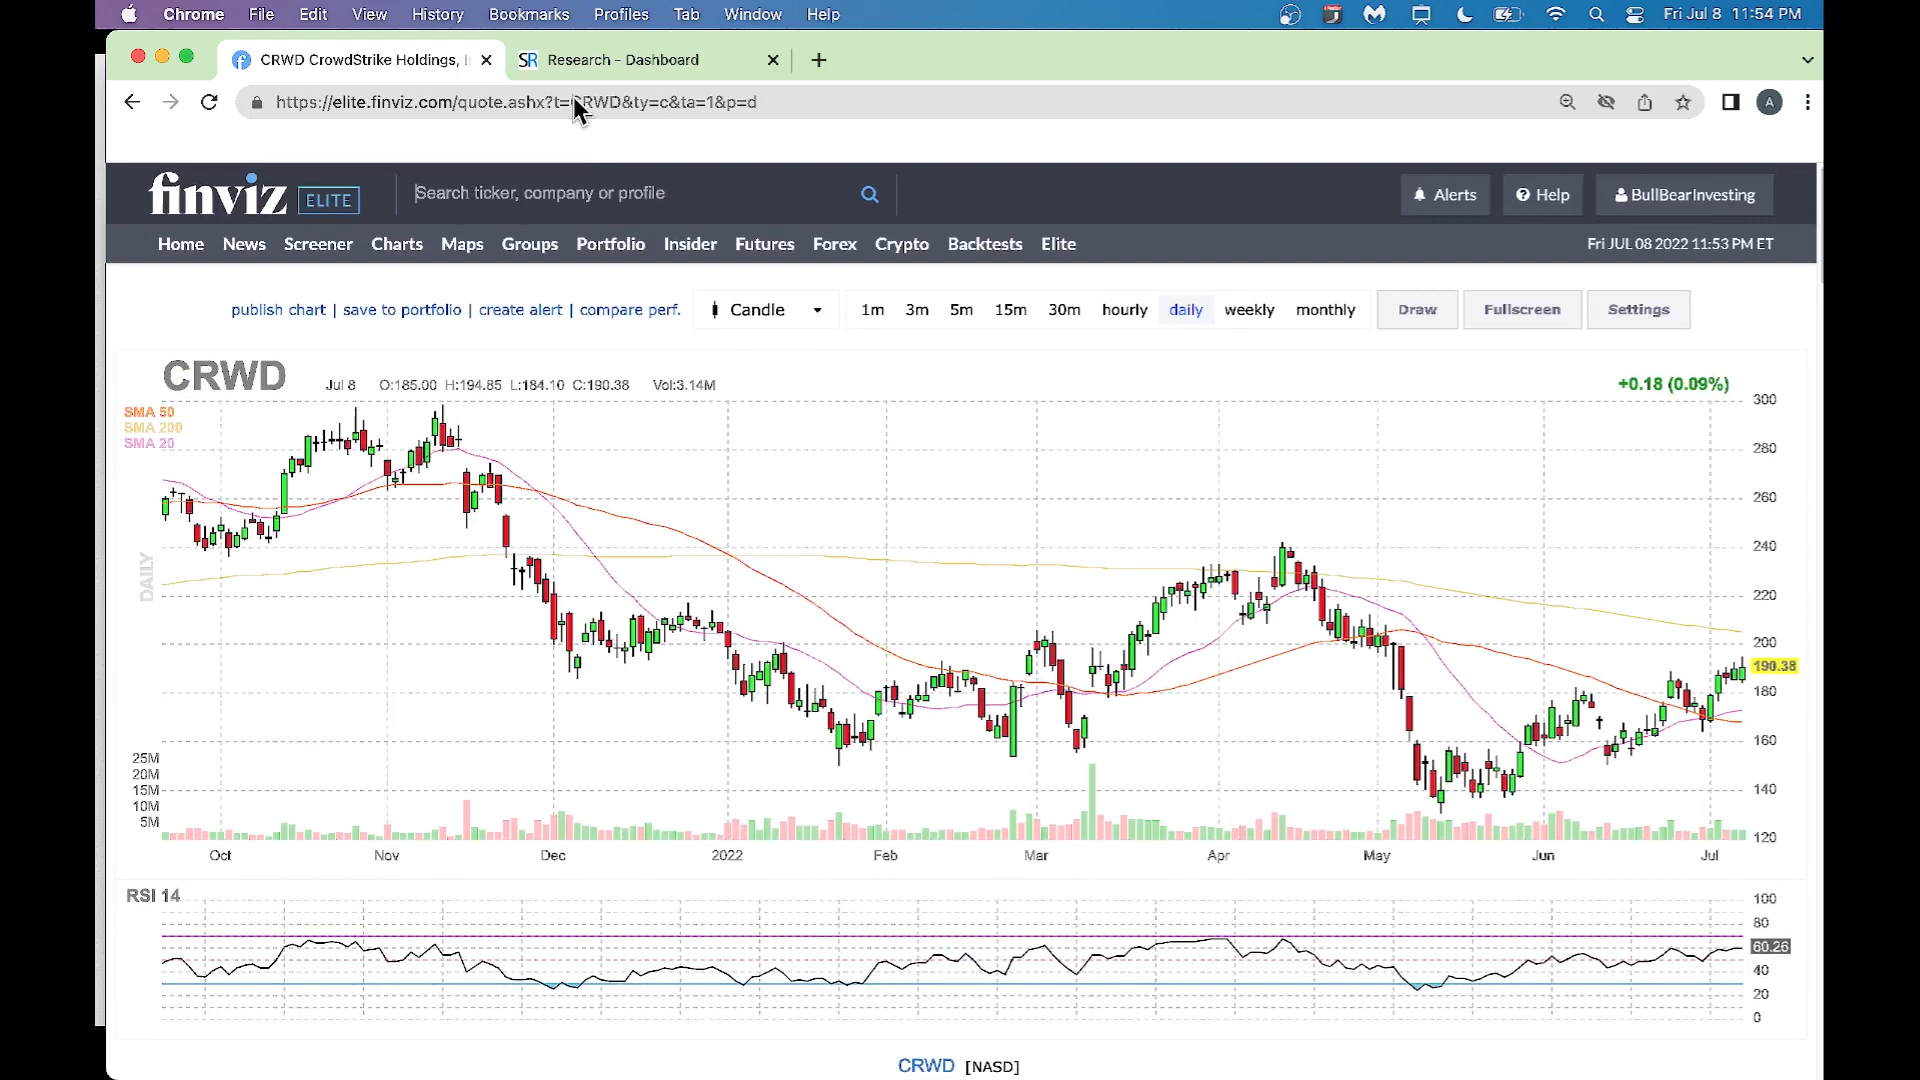 Chrome File Edit View History Bookmarks Profiles Tab Window Help Fri Jul 8 11:54 PM
CRWD CrowdStrike Holdings, I
Research - Dashboard
https://elite.finviz.com/quote.ashx?t=CRWD&ty=c&ta=1&p=d
A
finviz ELITE
Search ticker, company or profile
Alerts
Help
BullBearInvesting
Home News Screener Charts Maps Groups Portfolio Insider Futures Forex Crypto Backtests Elite
Fri JUL 08 2022 11:53 PM ET
publish chart | save to portfolio | create alert | compare perf.
Candle
1m 3m 5m 15m 30m hourly daily weekly monthly
Draw
Fullscreen
Settings
CRWD
Jul 8 O:185.00 H:194.85 L:184.10 C:190.38 Vol:3.14M
+0.18 (0.09%)
SMA 50
SMA 200
SMA 20
DAILY
300
280
260
240
220
200
190.38
180
160
140
120
25M
20M
15M
10M
5M
Oct Nov Dec 2022 Feb Mar Apr May Jun Jul
RSI 14
100
80
60.26
40
20
0
CRWD [NASD]